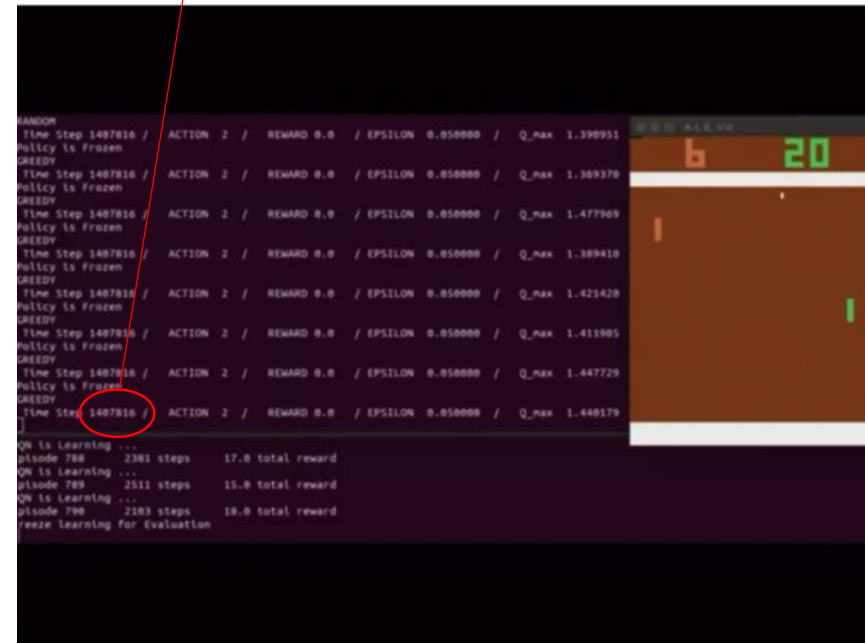 RANDOM
Time Step 1407816 / ACTION 2 / REWARD 0.0 / EPSILON 0.050000 / Q_max 1.390951
Policy is Frozen
GREEDY
Time Step 1407816 / ACTION 2 / REWARD 0.0 / EPSILON 0.050000 / Q_max 1.369370
Policy is Frozen
GREEDY
Time Step 1407816 / ACTION 2 / REWARD 0.0 / EPSILON 0.050000 / Q_max 1.477969
Policy is Frozen
GREEDY
Time Step 1407816 / ACTION 2 / REWARD 0.0 / EPSILON 0.050000 / Q_max 1.389410
Policy is Frozen
GREEDY
Time Step 1407816 / ACTION 2 / REWARD 0.0 / EPSILON 0.050000 / Q_max 1.421420
Policy is Frozen
GREEDY
Time Step 1407816 / ACTION 2 / REWARD 0.0 / EPSILON 0.050000 / Q_max 1.411905
Policy is Frozen
GREEDY
Time Step 1407816 / ACTION 2 / REWARD 0.0 / EPSILON 0.050000 / Q_max 1.447729
Policy is Frozen
GREEDY
Time Step 1407816 / ACTION 2 / REWARD 0.0 / EPSILON 0.050000 / Q_max 1.440179
QN is Learning ...
pisode 788 2381 steps 17.0 total reward
QN is Learning ...
pisode 789 2511 steps 15.0 total reward
QN is Learning ...
pisode 790 2103 steps 18.0 total reward
reeze learning for Evaluation
A.L.E. Viz
6 20